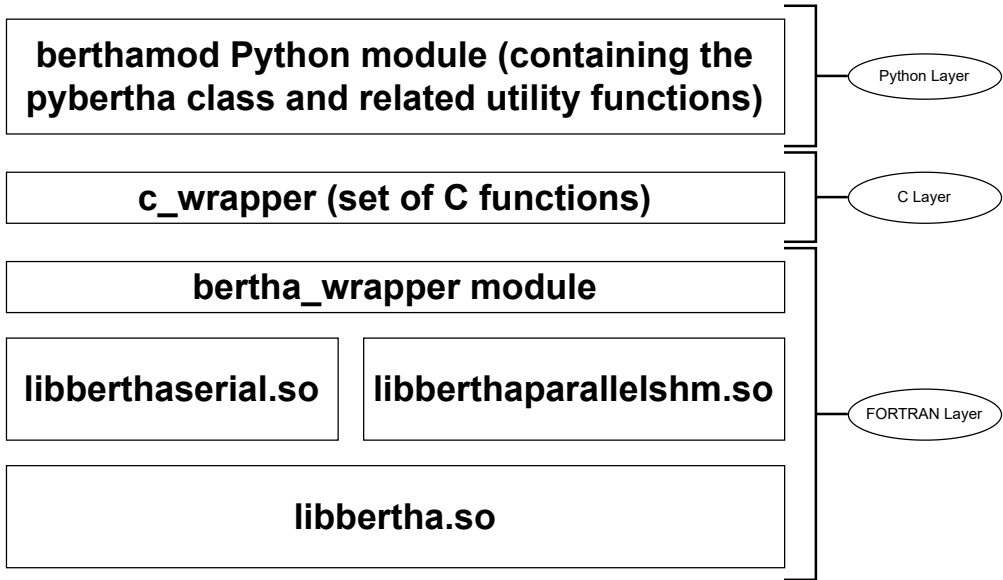 berthamod Python module (containing the
pybertha class and related utility functions)
Python Layer
c_wrapper (set of C functions)
C Layer
bertha_wrapper module
libberthaserial.so
libberthaparallelshm.so
FORTRAN Layer
libbertha.so